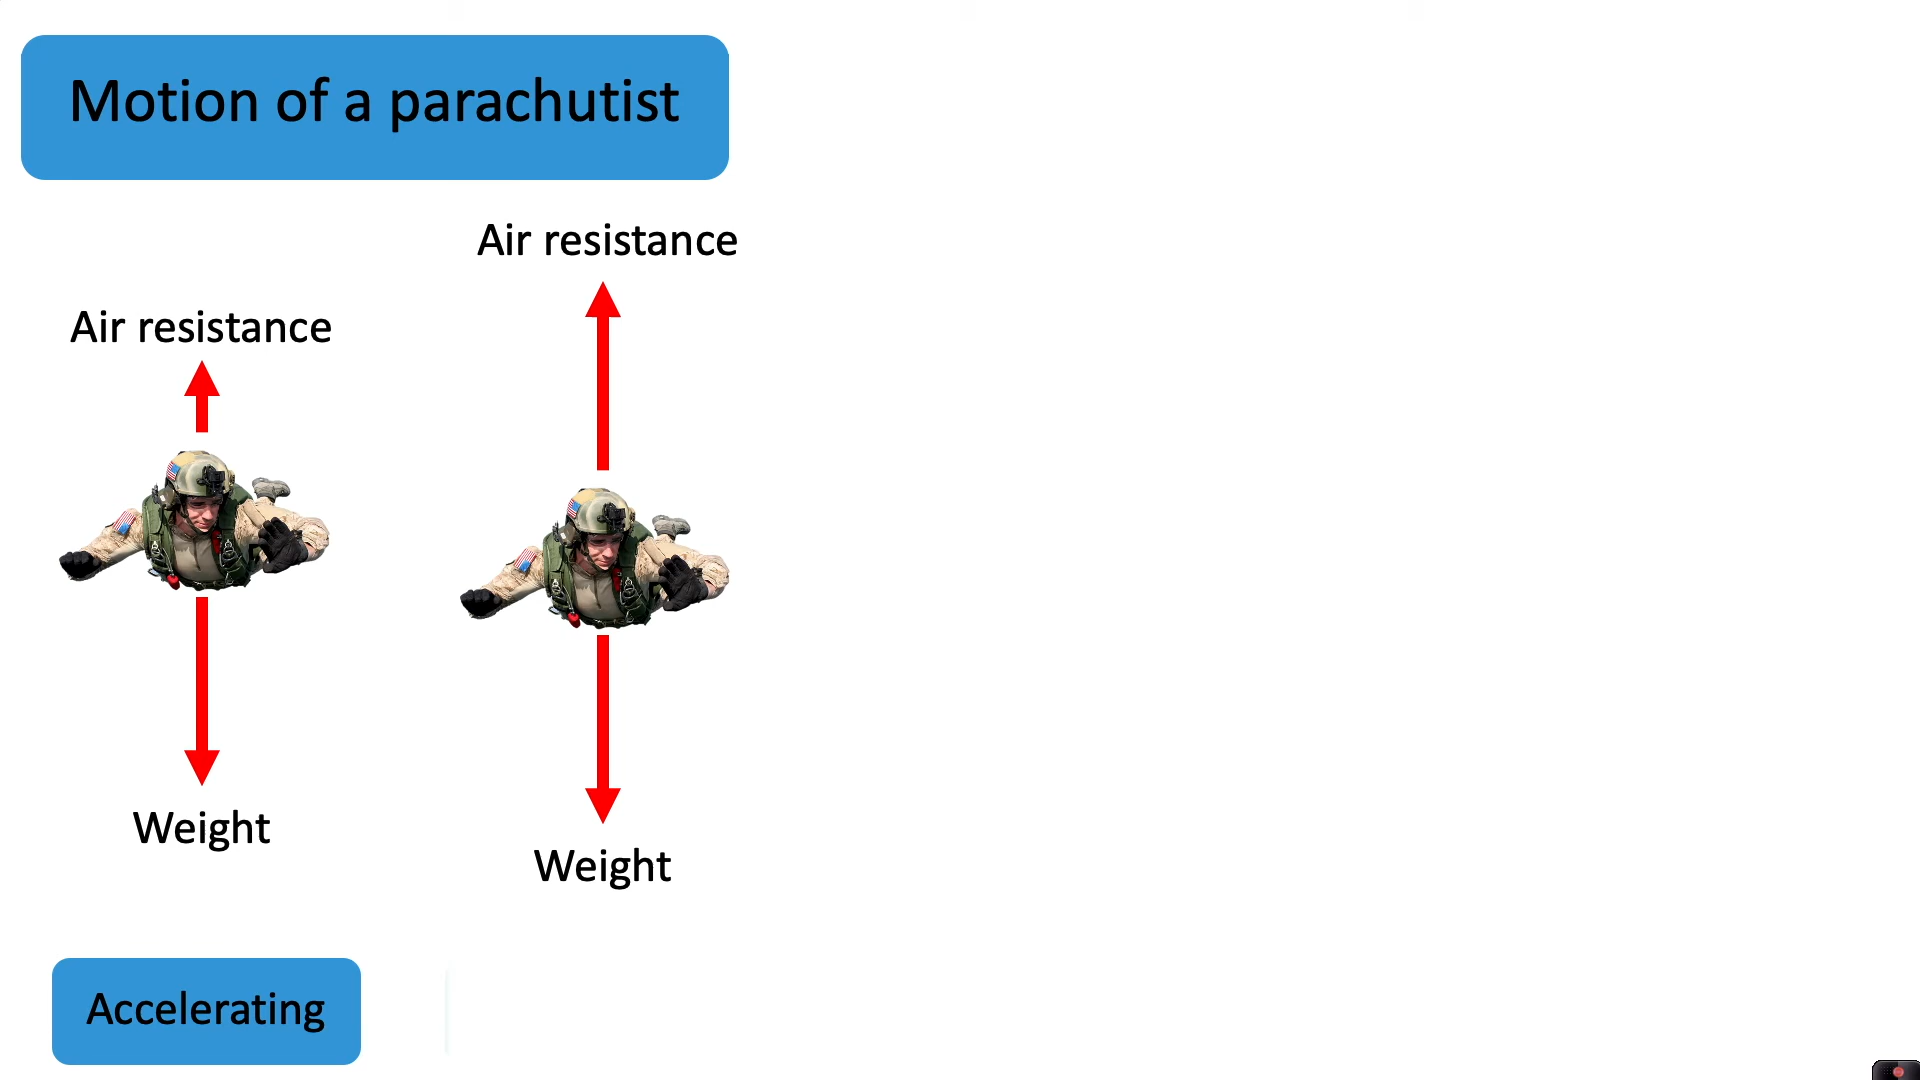 Motion of a parachutist
Air resistance
Air resistance
Weight
Weight
Accelerating